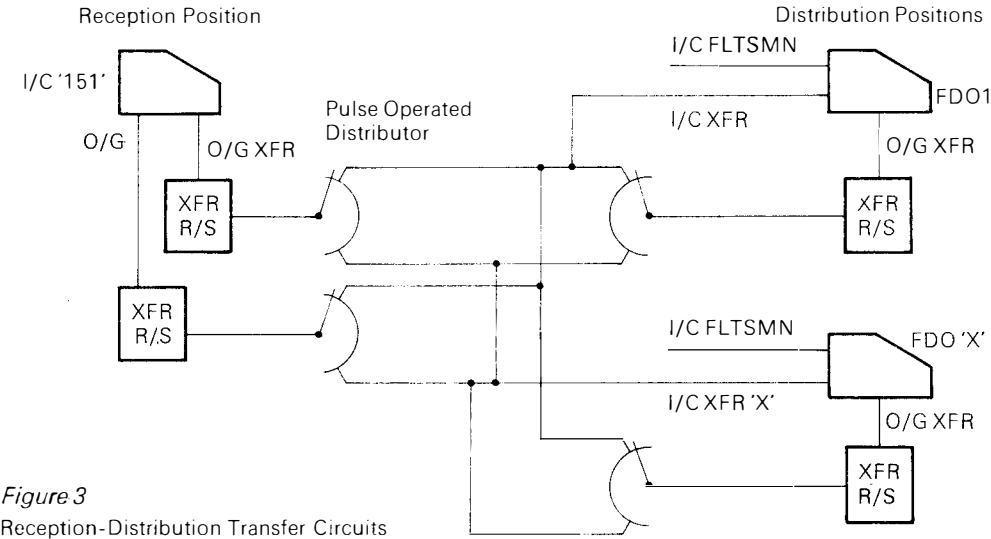 Reception Position
Distribution Positions
I/C '151'
O/G
O/G XFR
XFR
R/S
XFR
R/S
Pulse Operated
Distributor
I/C FLTSMN
I/C XFR
FDO1
O/G XFR
XFR
R/S
I/C FLTSMN
I/C XFR 'X'
FDO 'X'
O/G XFR
XFR
R/S
Figure 3
Reception-Distribution Transfer Circuits